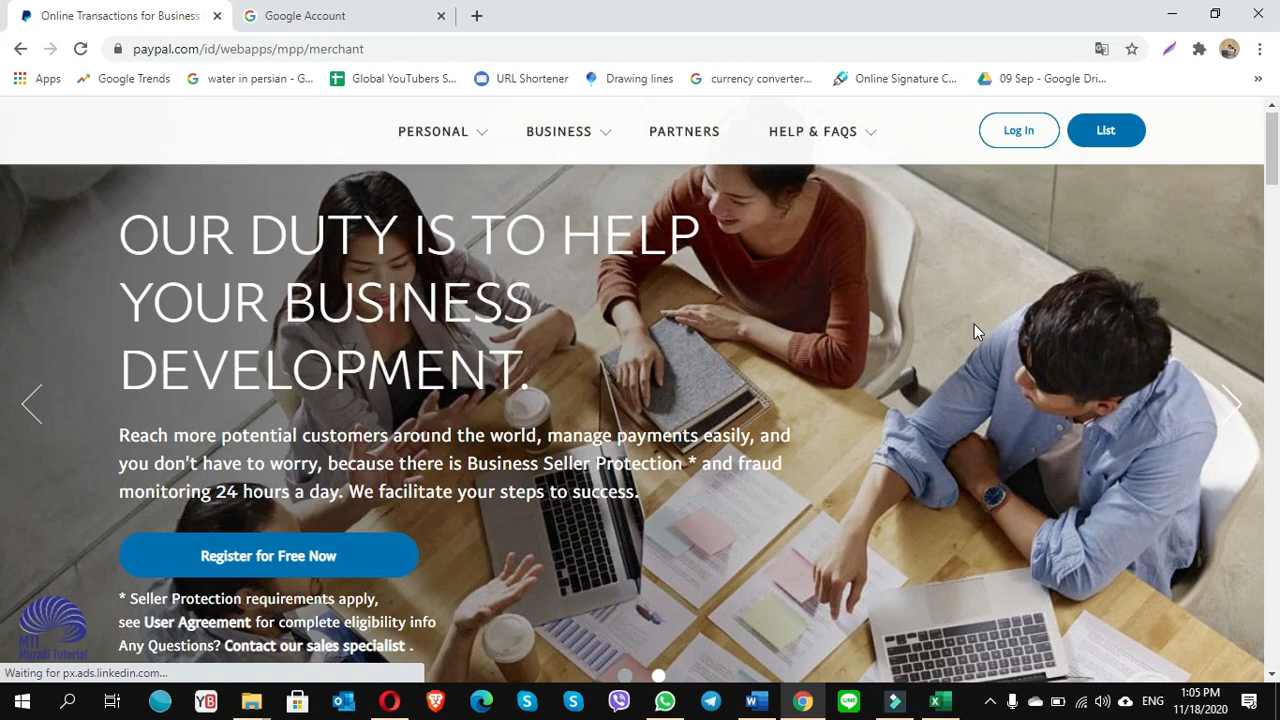 Online Transactions for Business
Google Account
paypal.com/id/webapps/mpp/merchant
Apps
Google Trends
water in persian - G...
Global YouTubers S...
URL Shortener
Drawing lines
currency converter...
Online Signature C...
09 Sep - Google Dri...
»
PERSONAL
BUSINESS
PARTNERS
HELP & FAQS
Log In
List
OUR DUTY IS TO HELP
YOUR BUSINESS
DEVELOPMENT.
Reach more potential customers around the world, manage payments easily, and
you don't have to worry, because there is Business Seller Protection * and fraud
monitoring 24 hours a day. We facilitate your steps to success.
Register for Free Now
* Seller Protection requirements apply,
see User Agreement for complete eligibility info
Any Questions? Contact our sales specialist .
MTI
Muradi Tutorial
Waiting for px.ads.linkedin.com...
ENG
1:05 PM
11/18/2020